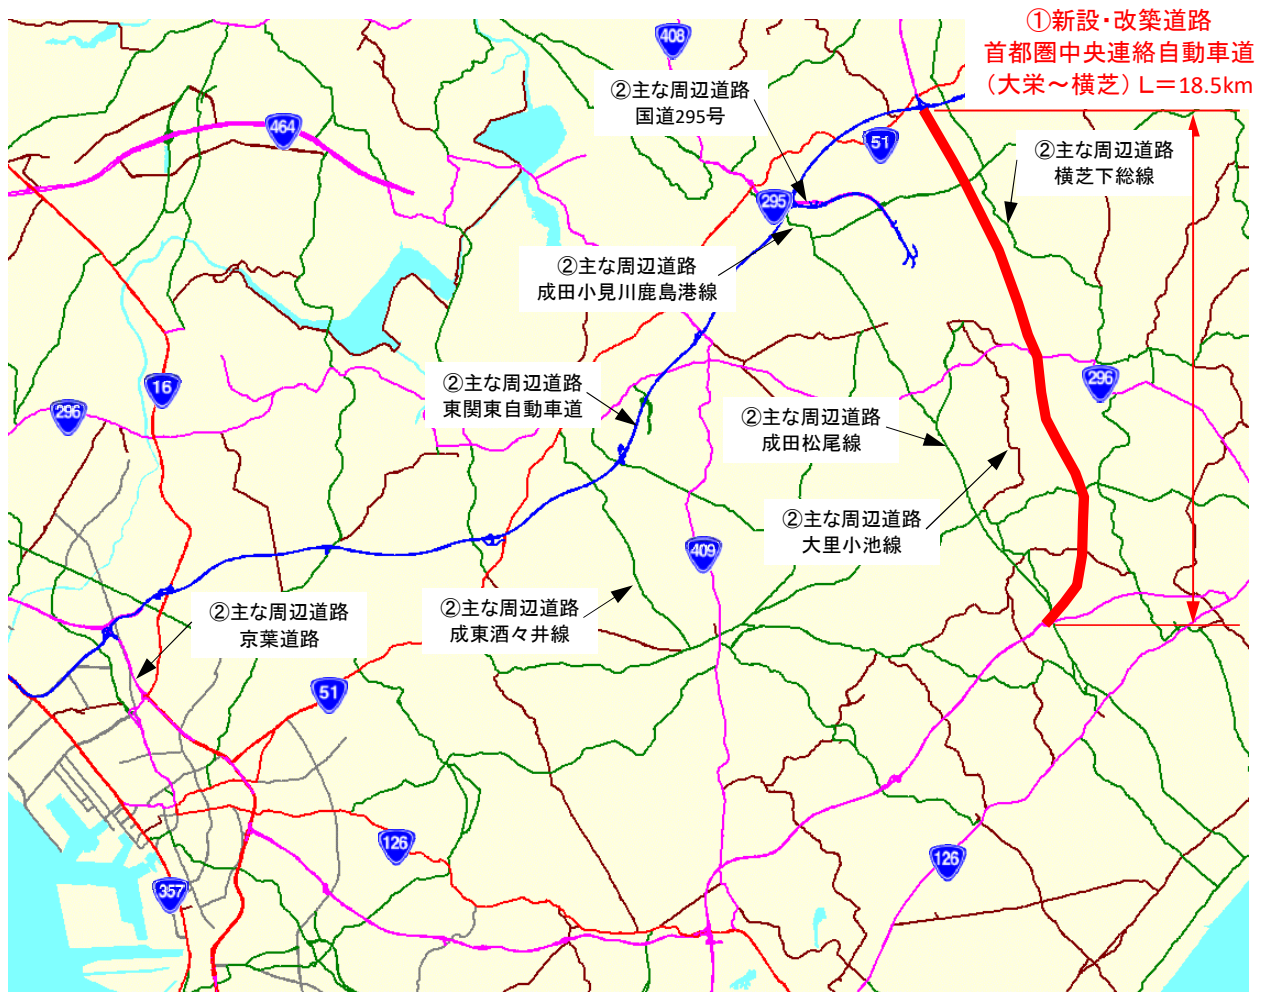 ①新設・改築道路
首都圏中央連絡自動車道
(大栄～横芝) L＝18.5km
408
②主な周辺道路
国道295号
464
51
②主な周辺道路
横芝下総線
295
②主な周辺道路
成田小見川鹿島港線
16
296
②主な周辺道路
東関東自動車道
296
②主な周辺道路
成田松尾線
②主な周辺道路
大里小池線
409
②主な周辺道路
京葉道路
②主な周辺道路
成東酒々井線
51
126
126
357